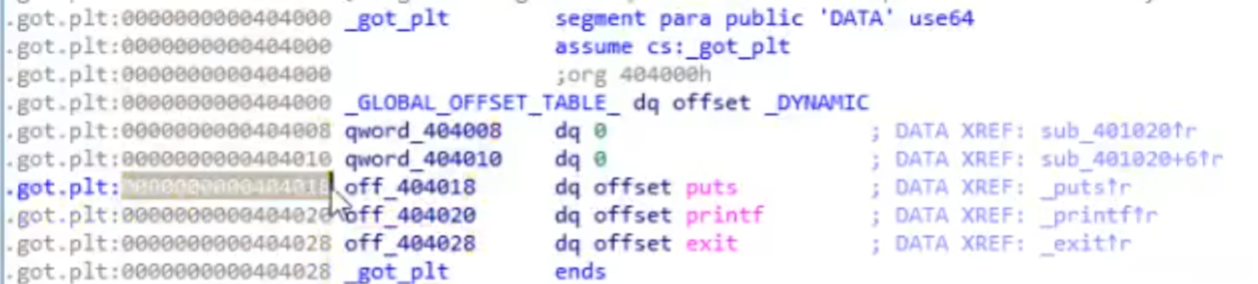 .got.plt:0000000000404000 _got_plt segment para public 'DATA' use64
.got.plt:0000000000404000 assume cs:_got_plt
.got.plt:0000000000404000 ;org 404000h
.got.plt:0000000000404000 _GLOBAL_OFFSET_TABLE_ dq offset _DYNAMIC
.got.plt:0000000000404008 qword_404008 dq 0 ; DATA XREF: sub_401020↑r
.got.plt:0000000000404010 qword_404010 dq 0 ; DATA XREF: sub_401020+6↑r
.got.plt:0000000000404018 off_404018 dq offset puts ; DATA XREF: _puts↑r
.got.plt:0000000000404020 off_404020 dq offset printf ; DATA XREF: _printf↑r
.got.plt:0000000000404028 off_404028 dq offset exit ; DATA XREF: _exit↑r
.got.plt:0000000000404028 _got_plt ends